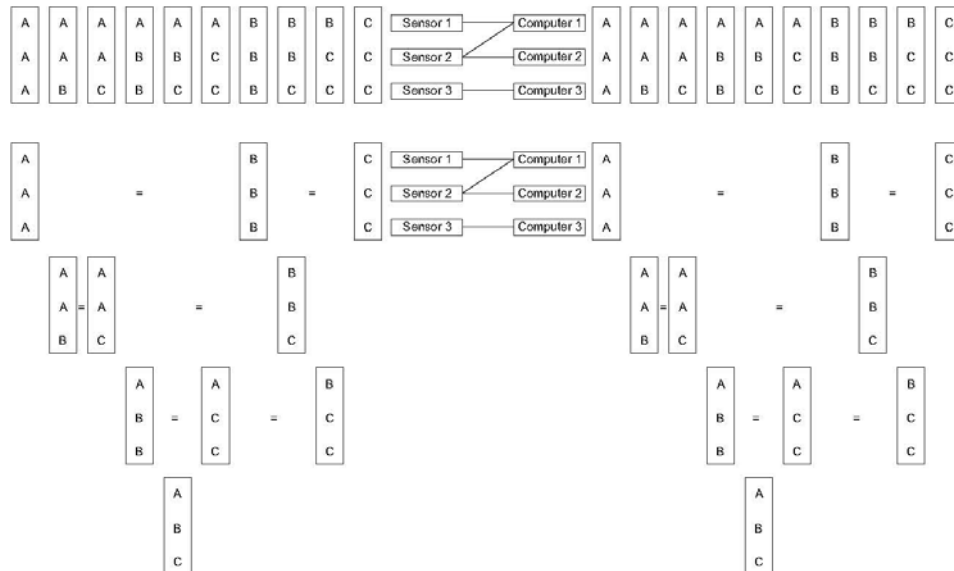 A A A A A A B B B C Sensor 1 Computer 1 A A A A A A B B B C
A A A B B C B B C C Sensor 2 Computer 2 A A A B B C B B C C
A B C B C C B C C C Sensor 3 Computer 3 A B C B C C B C C C
A B C Sensor 1 Computer 1 A B C
A = B = C Sensor 2 Computer 2 A = B = C
A B C Sensor 3 Computer 3 A B C
A A B A A B
A = A = B A = A = B
B C C B C C
A A B A A B
B = C = C B = C = C
B C C B C C
A A
B B
C C